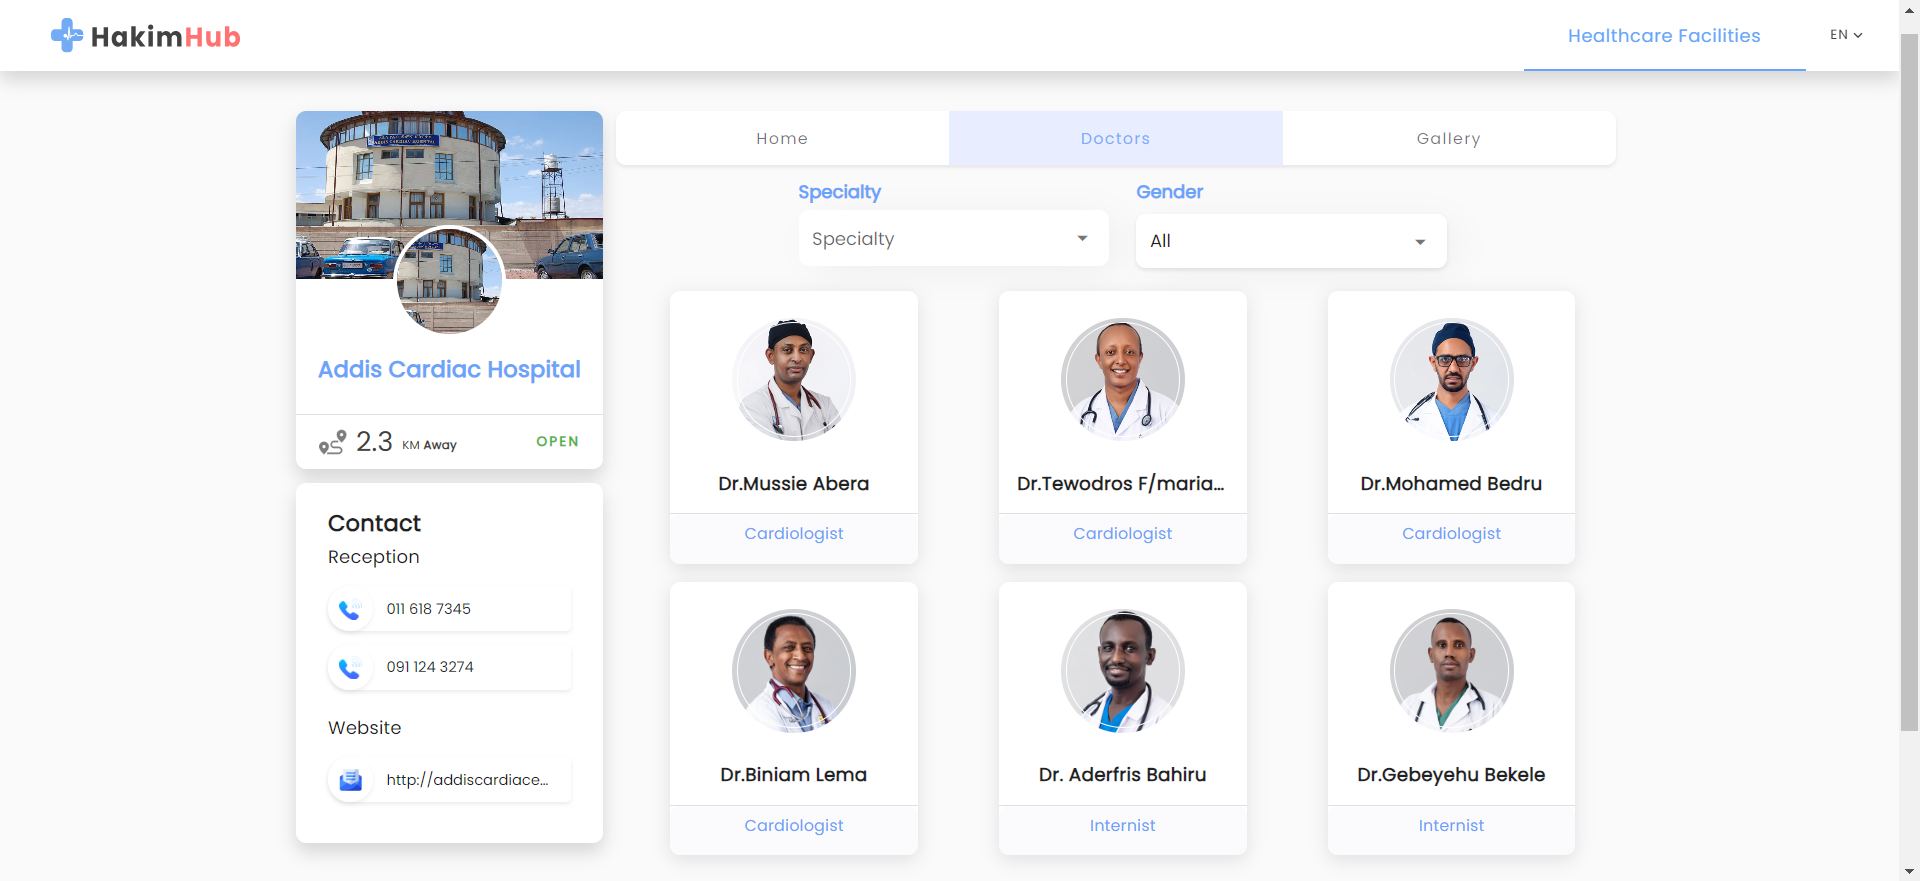 HakimHub
Healthcare Facilities
EN
Home
Doctors
Gallery
Specialty
Gender
Specialty
All
Addis Cardiac Hospital
2.3 KM Away
OPEN
Contact
Reception
011 618 7345
091 124 3274
Website
http://addiscardiace...
Dr.Mussie Abera
Cardiologist
Dr.Tewodros F/maria...
Cardiologist
Dr.Mohamed Bedru
Cardiologist
Dr.Biniam Lema
Cardiologist
Dr. Aderfris Bahiru
Internist
Dr.Gebeyehu Bekele
Internist